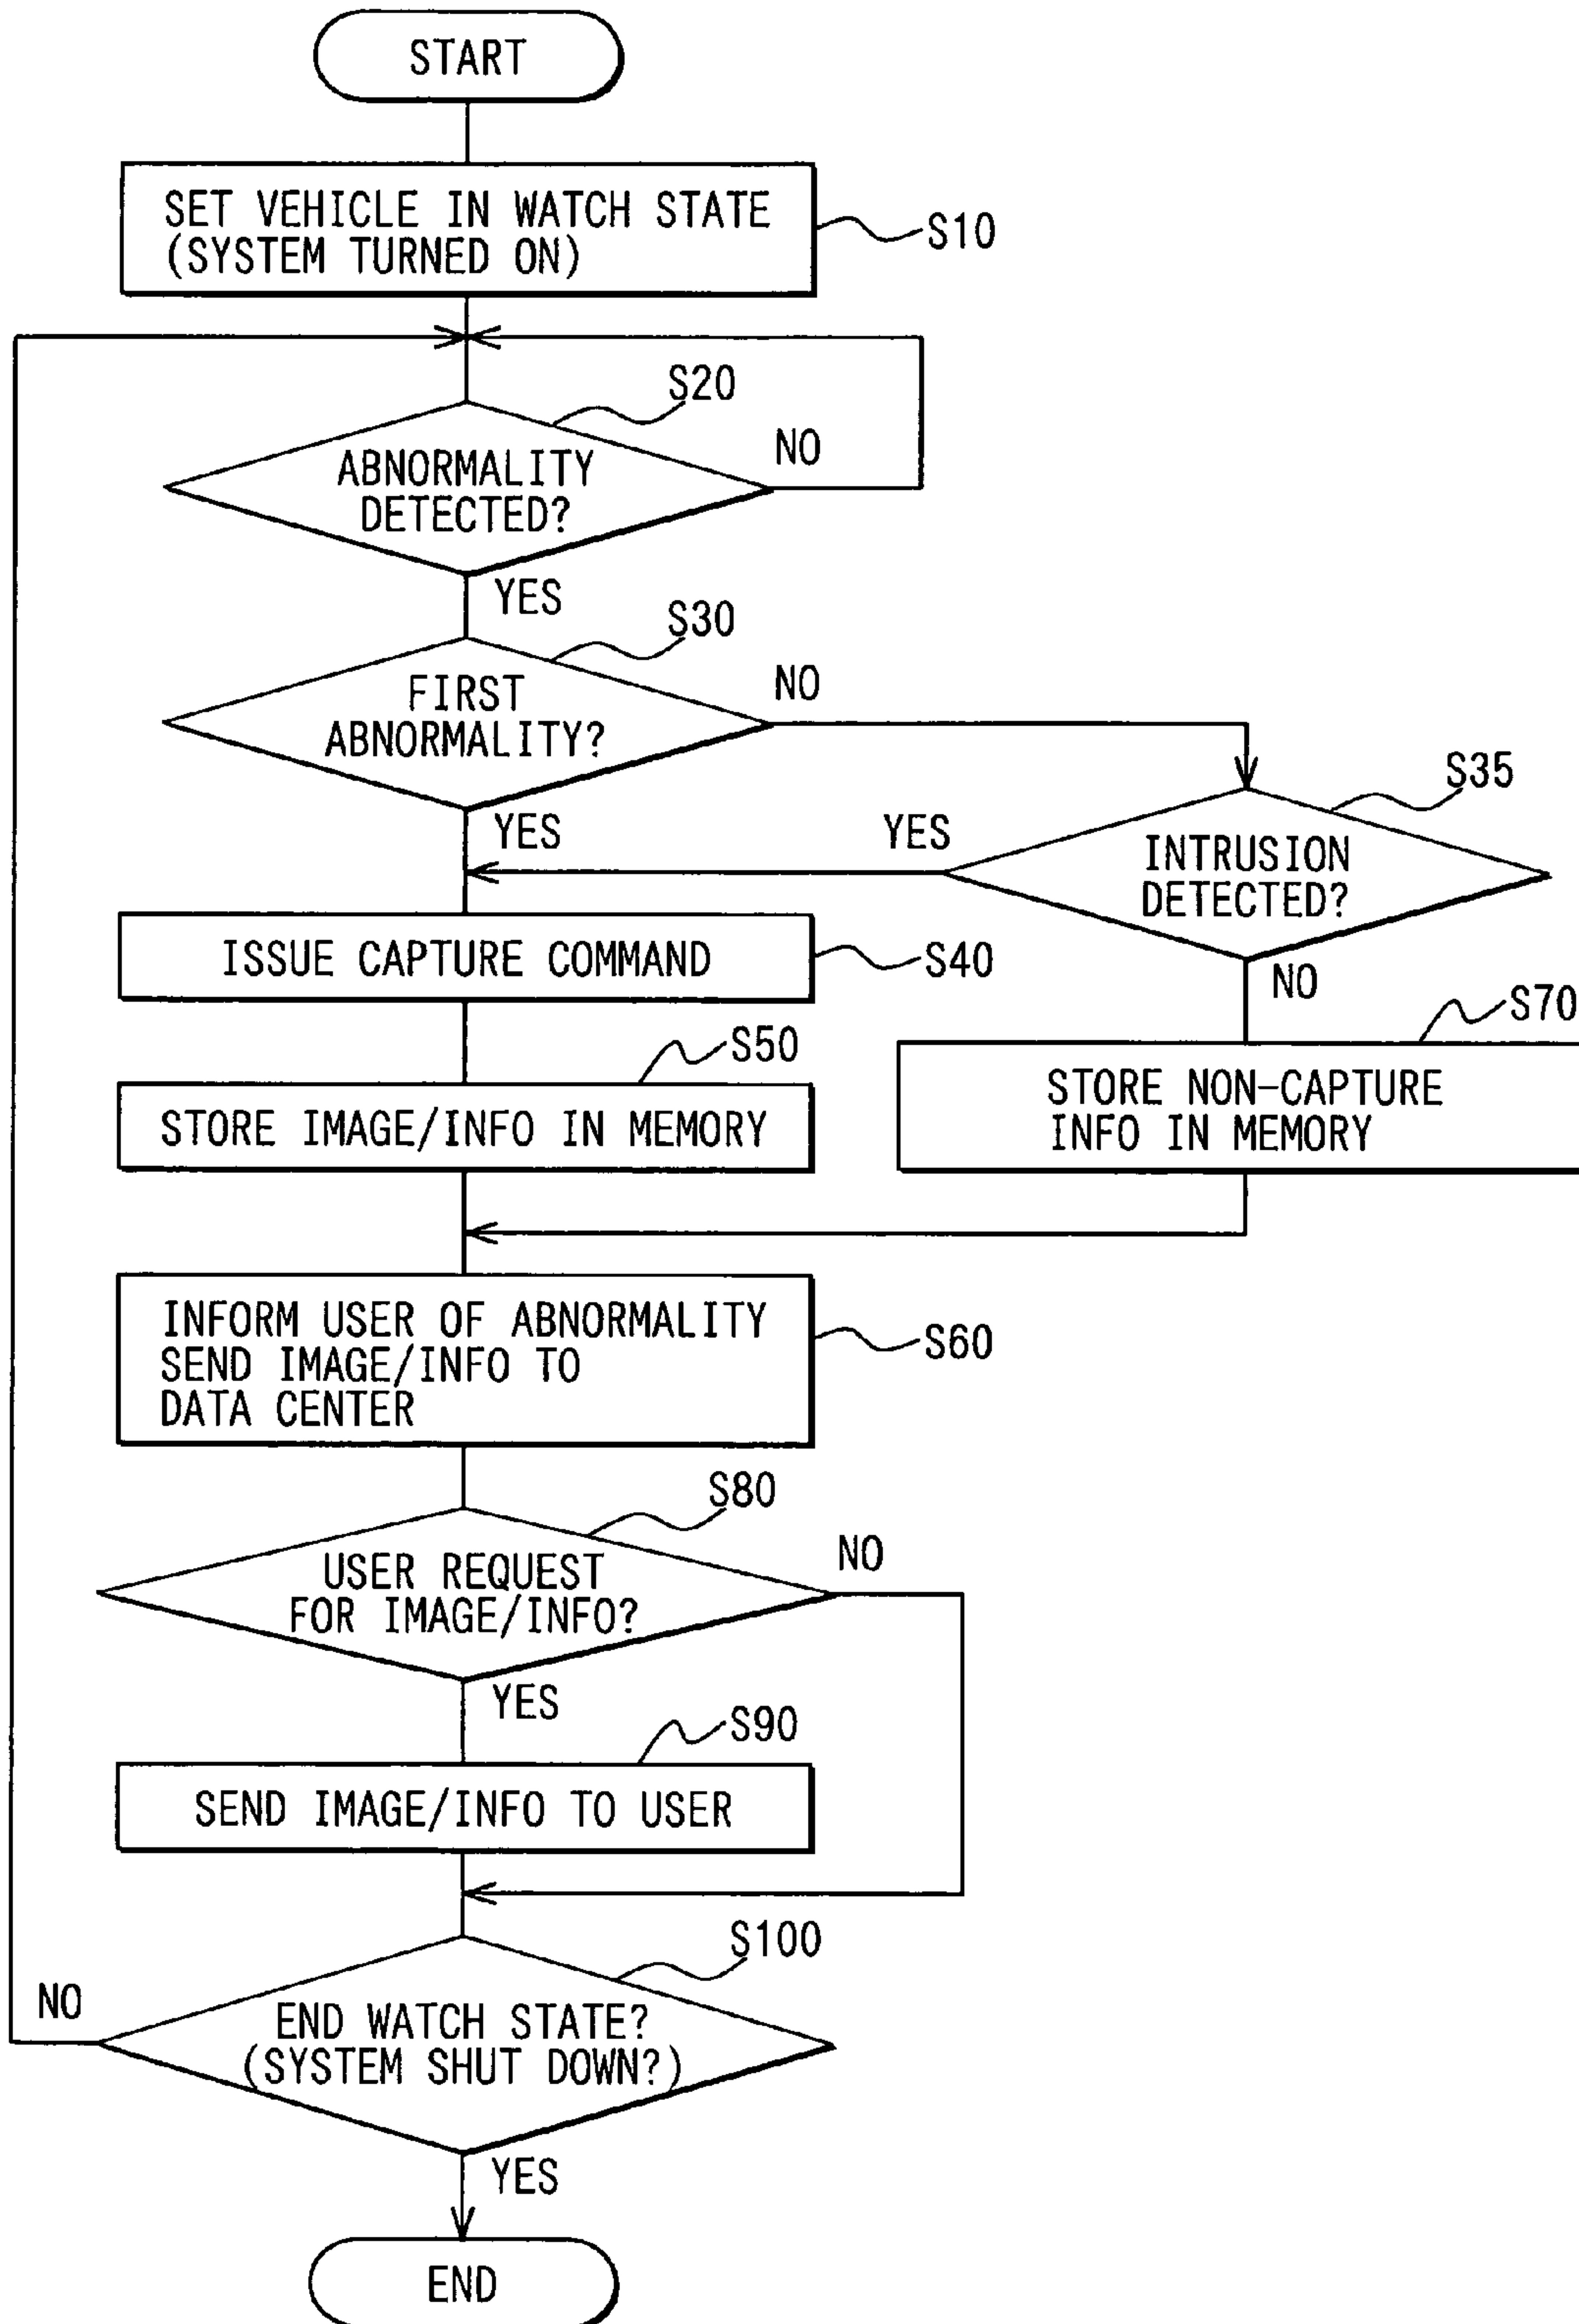 START
SET VEHICLE IN WATCH STATE
(SYSTEM TURNED ON)
S10
S20
ABNORMALITY
DETECTED?
NO
YES
S30
FIRST
ABNORMALITY?
NO
YES
S35
INTRUSION
DETECTED?
YES
NO
ISSUE CAPTURE COMMAND
S40
S50
STORE IMAGE/INFO IN MEMORY
S70
STORE NON-CAPTURE
INFO IN MEMORY
INFORM USER OF ABNORMALITY
SEND IMAGE/INFO TO
DATA CENTER
S60
S80
USER REQUEST
FOR IMAGE/INFO?
NO
YES
S90
SEND IMAGE/INFO TO USER
S100
END WATCH STATE?
(SYSTEM SHUT DOWN?)
NO
YES
END